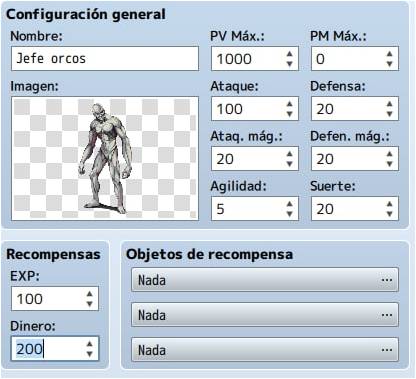 Configuración general
Nombre:
Jefe orcos
PV Máx.:
1000
PM Máx.:
0
Imagen:
Ataque:
100
Defensa:
20
Ataq. mág.:
20
Defen. mág.:
20
Agilidad:
5
Suerte:
20
Recompensas
EXP:
100
Dinero:
200
Objetos de recompensa
Nada ...
Nada ...
Nada ...